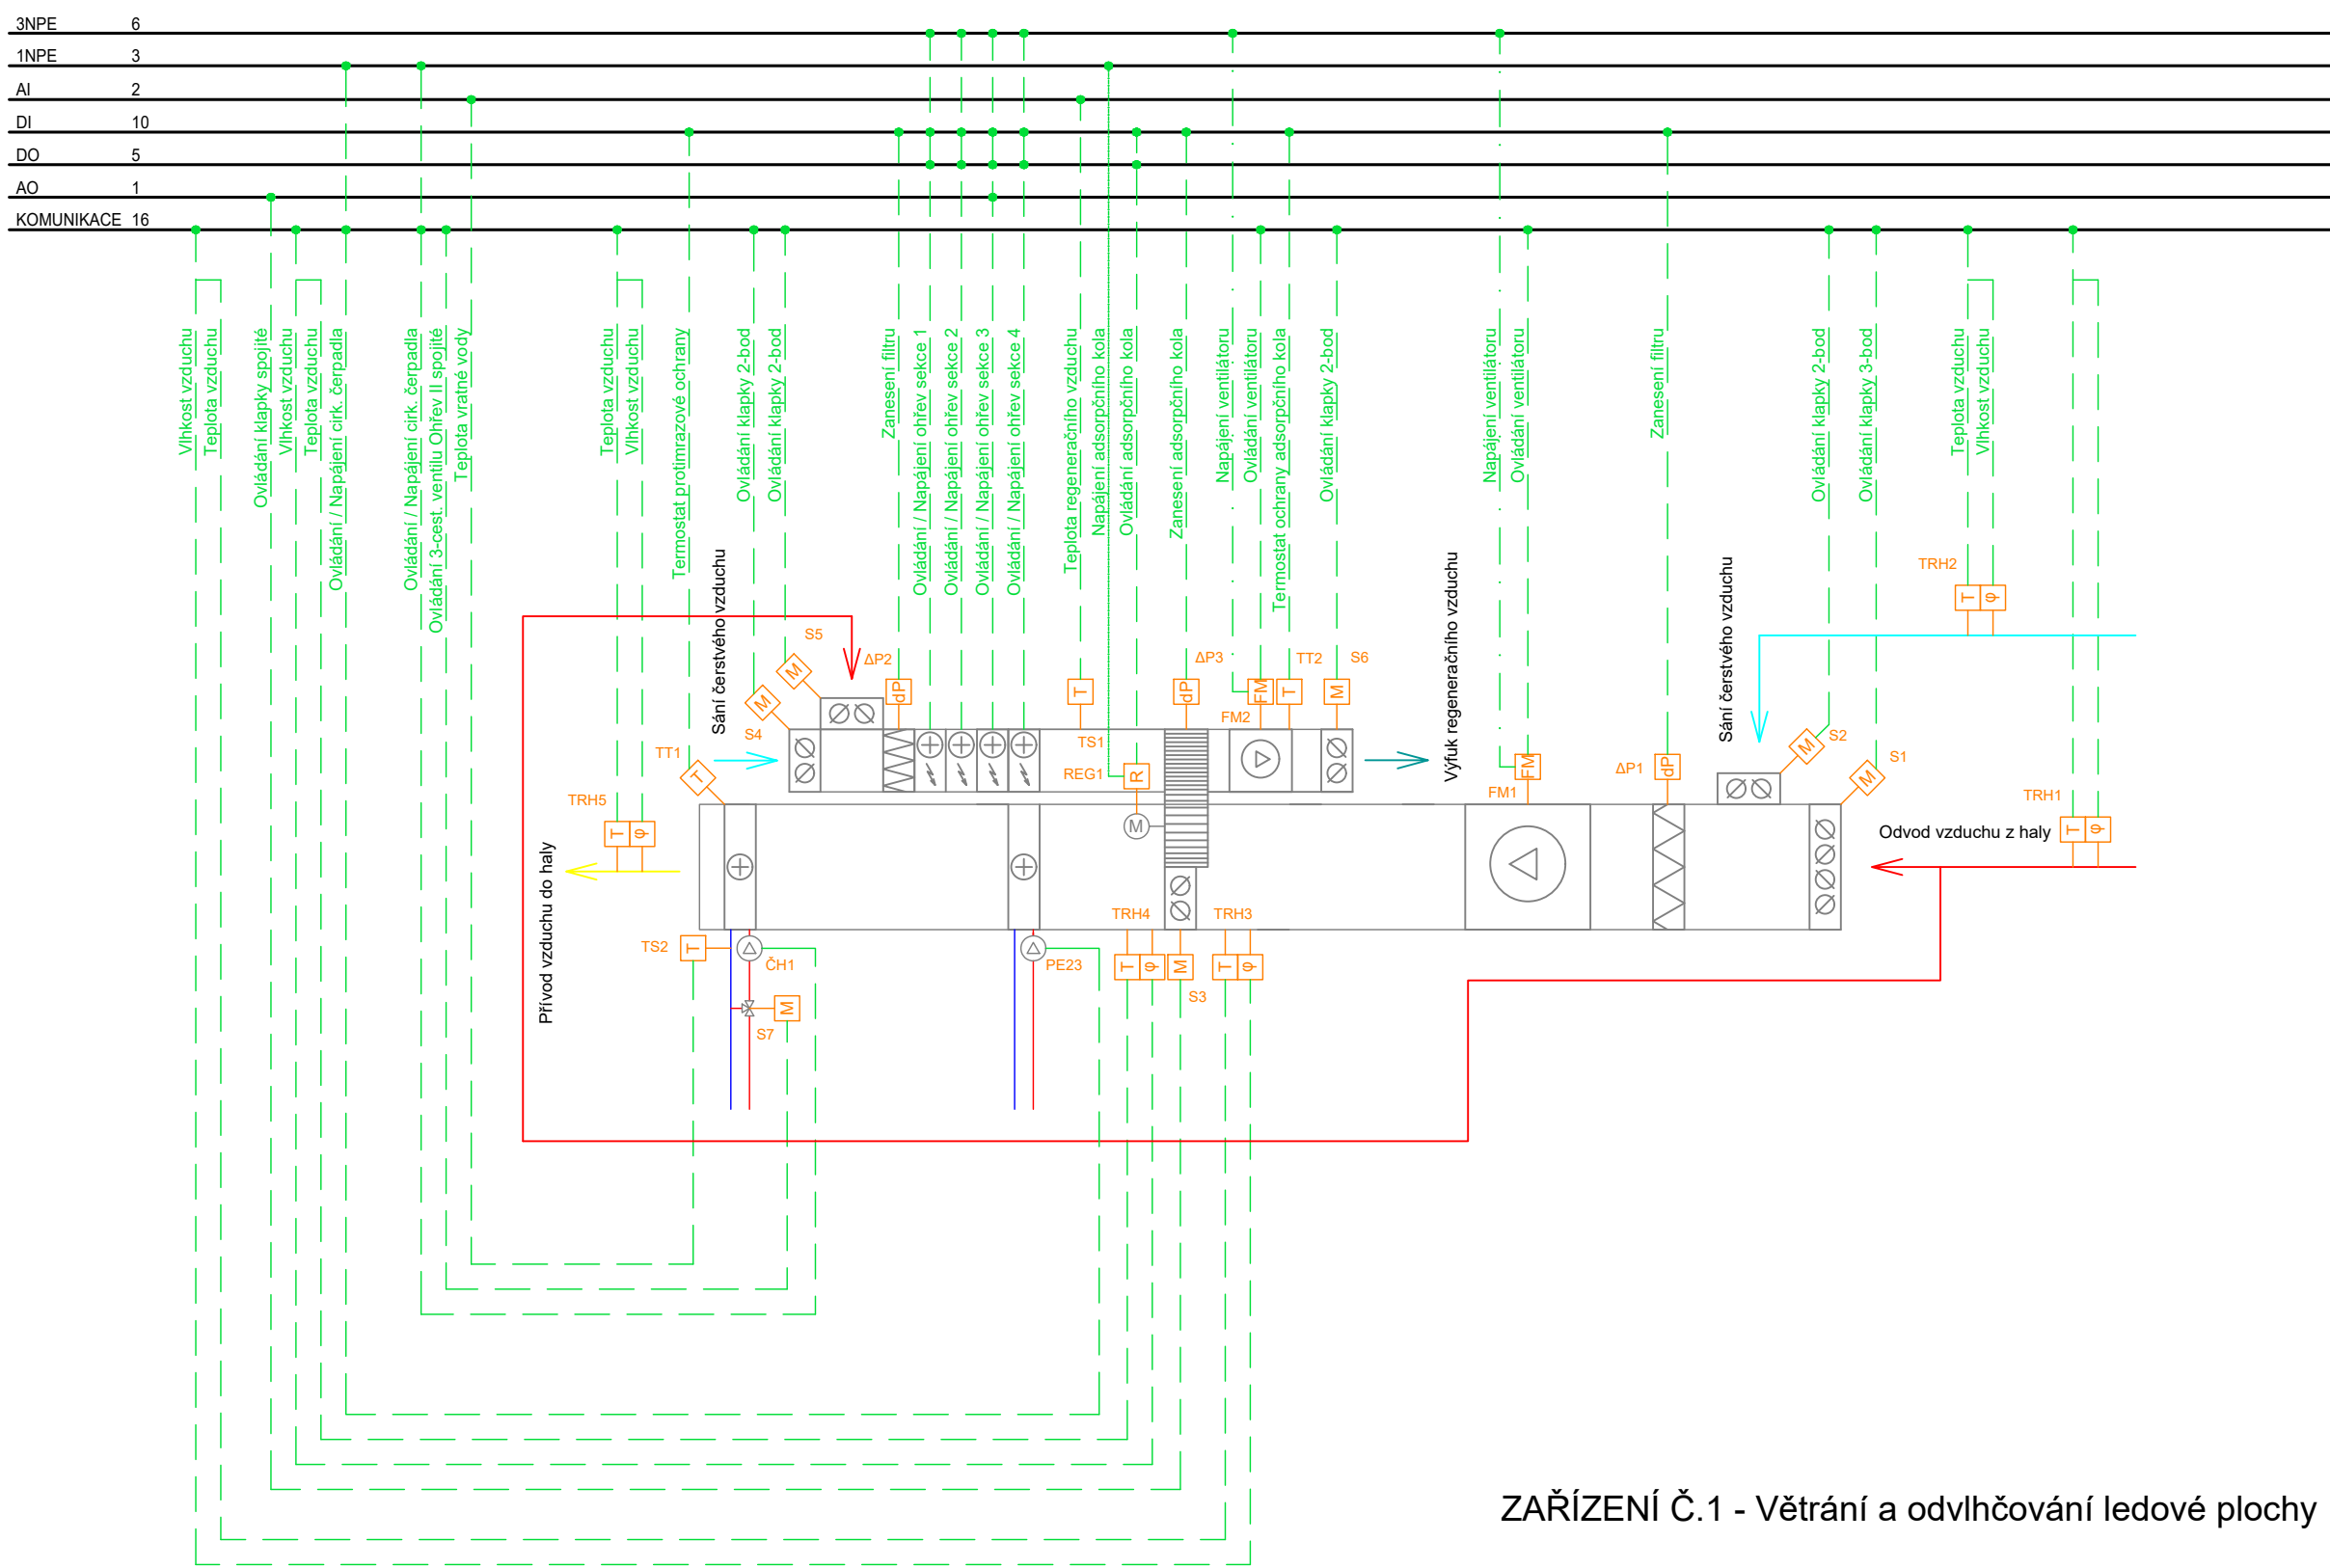 3NPE 6
1NPE 3
AI 2
DI 10
DO 5
AO 1
KOMUNIKACE 16
Vlhkost vzduchu
Teplota vzduchu
Ovládání klapky spojité
Vlhkost vzduchu
Teplota vzduchu
Ovládání / Napájení cirk. čerpadla
Ovládání / Napájení cirk. čerpadla
Ovládání 3-cest. ventilu Ohřev II spojité
Teplota vratné vody
Teplota vzduchu
Vlhkost vzduchu
Termostat protimrazové ochrany
Ovládání klapky 2-bod
Ovládání klapky 2-bod
Zanesení filtru
Ovládání / Napájení ohřev sekce 1
Ovládání / Napájení ohřev sekce 2
Ovládání / Napájení ohřev sekce 3
Ovládání / Napájení ohřev sekce 4
Teplota regeneračního vzduchu
Napájení adsorpčního kola
Ovládání adsorpčního kola
Zanesení adsorpčního kola
Napájení ventilátoru
Ovládání ventilátoru
Termostat ochrany adsorpčního kola
Ovládání klapky 2-bod
Napájení ventilátoru
Ovládání ventilátoru
Zanesení filtru
Ovládání klapky 2-bod
Ovládání klapky 3-bod
Teplota vzduchu
Vlhkost vzduchu
TRH2
T φ
Sání čerstvého vzduchu
Sání čerstvého vzduchu
Výfuk regeneračního vzduchu
S5
M
ΔP2
dP
S4
M
TT1
T
TS1
T
REG1
R
M
ΔP3
dP
FM2
FM
TT2
T
S6
M
FM1
FM
ΔP1
dP
S2
M
S1
M
TRH1
T φ
Odvod vzduchu z haly
TRH5
T φ
Přívod vzduchu do haly
TRH4
T φ
M
S3
TRH3
T φ
TS2
T
ČH1
PE23
M
S7
ZAŘÍZENÍ Č.1 - Větrání a odvlhčování ledové plochy